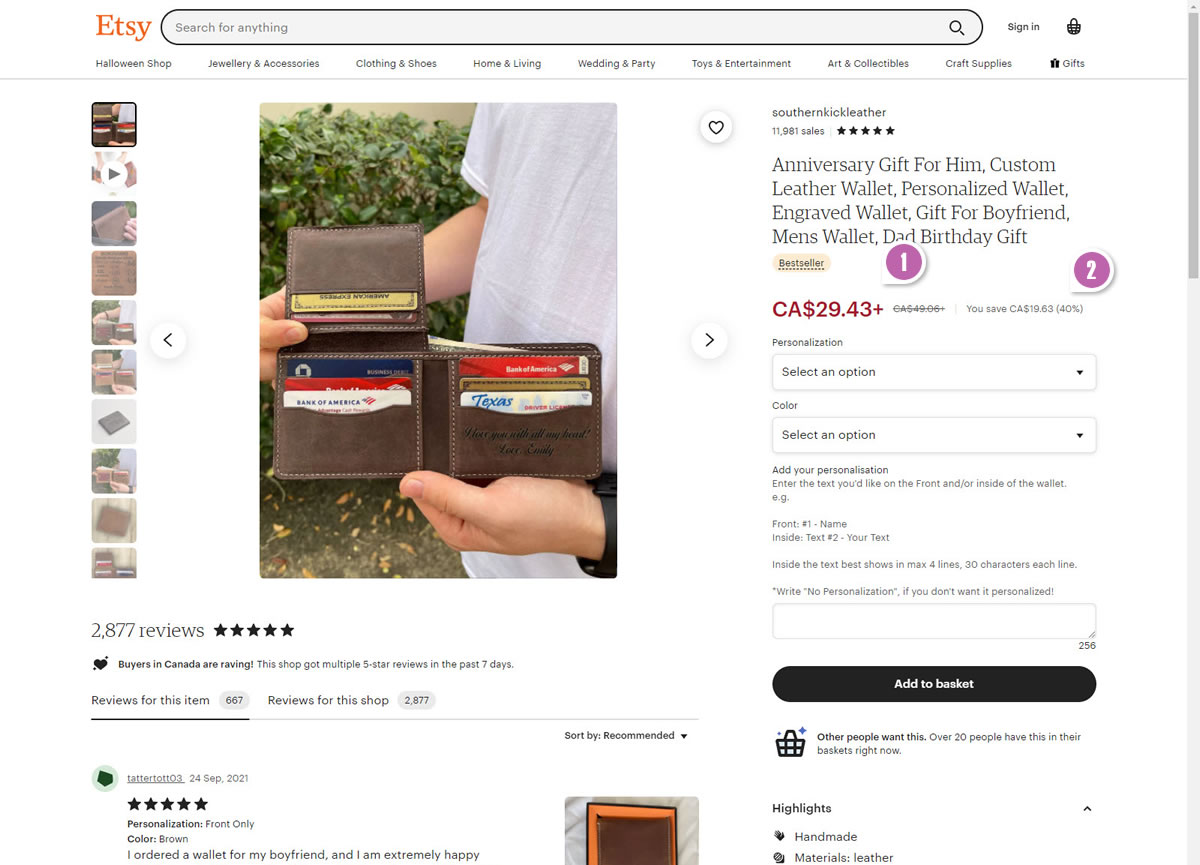 Etsy
Search for anything
Sign in
Halloween Shop
Jewellery & Accessories
Clothing & Shoes
Home & Living
Wedding & Party
Toys & Entertainment
Art & Collectibles
Craft Supplies
Gifts
AMERICAN EXPRESS
BUSINESS DEBIT
BANK OF AMERICA
Advantage Cash Rewards
Bank of America
Texas
DRIVER LICENSE
I love you with all my heart!
Love, Emily
southernkickleather
11,981 sales
Anniversary Gift For Him, Custom
Leather Wallet, Personalized Wallet,
Engraved Wallet, Gift For Boyfriend,
Mens Wallet, Dad Birthday Gift
Bestseller
1
2
CA$29.43+
CA$49.06+
You save CA$19.63 (40%)
Personalization
Select an option
Color
Select an option
Add your personalisation
Enter the text you'd like on the Front and/or inside of the wallet.
e.g.
Front: #1 - Name
Inside: Text #2 - Your Text
Inside the text best shows in max 4 lines, 30 characters each line.
*Write "No Personalization", if you don't want it personalized!
256
Add to basket
Other people want this. Over 20 people have this in their
baskets right now.
Highlights
Handmade
Materials: leather
2,877 reviews
Buyers in Canada are raving! This shop got multiple 5-star reviews in the past 7 days.
Reviews for this item 667
Reviews for this shop 2,877
Sort by: Recommended
tattertott03 24 Sep, 2021
Personalization: Front Only
Color: Brown
I ordered a wallet for my boyfriend, and I am extremely happy